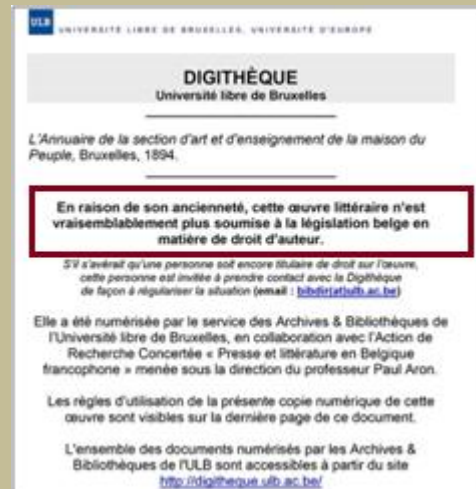 ULB
UNIVERSITÉ LIBRE DE BRUXELLES, UNIVERSITÉ D'EUROPE
DIGITHÈQUE
Université libre de Bruxelles
L'Annuaire de la section d'art et d'enseignement de la maison du
Peuple, Bruxelles, 1894.
En raison de son ancienneté, cette œuvre littéraire n'est
vraisemblablement plus soumise à la législation belge en
matière de droit d'auteur.
S'il s'avérait qu'une personne soit encore titulaire de droit sur l'œuvre,
cette personne est invitée à prendre contact avec la Digithèque
de façon à régulariser la situation (email : bibdir(at)ulb.ac.be)
Elle a été numérisée par le service des Archives & Bibliothèques de
l'Université libre de Bruxelles, en collaboration avec l'Action de
Recherche Concertée « Presse et littérature en Belgique
francophone » menée sous la direction du professeur Paul Aron.
Les règles d'utilisation de la présente copie numérique de cette
œuvre sont visibles sur la dernière page de ce document.
L'ensemble des documents numérisés par les Archives &
Bibliothèques de l'ULB sont accessibles à partir du site
http://digitheque.ulb.ac.be/